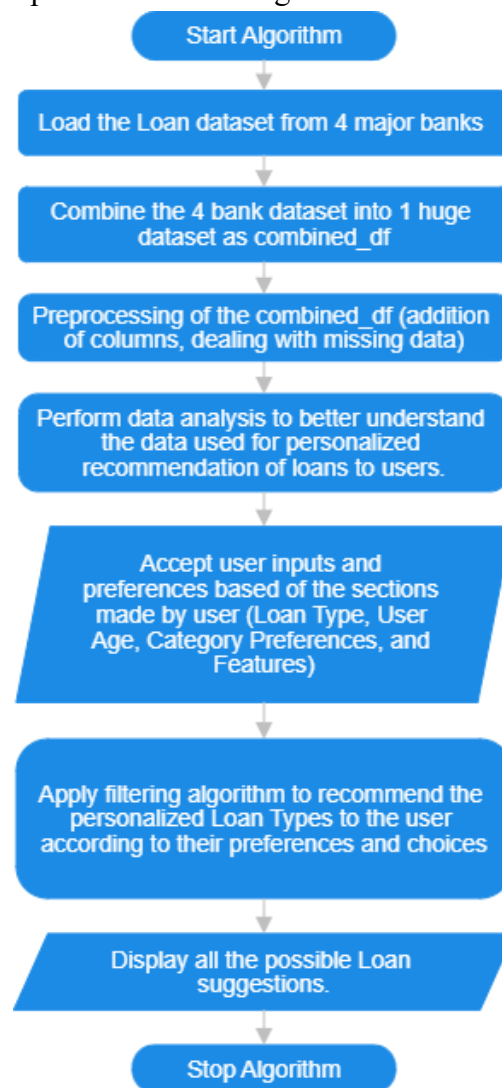 Start Algorithm
Load the Loan dataset from 4 major banks
Combine the 4 bank dataset into 1 huge
dataset as combined_df
Preprocessing of the combined_df (addition
of columns, dealing with missing data)
Perform data analysis to better understand
the data used for personalized
recommendation of loans to users.
Accept user inputs and
preferences based of the sections
made by user (Loan Type, User
Age, Category Preferences, and
Features)
Apply filtering algorithm to recommend the
personalized Loan Types to the user
according to their preferences and choices
Display all the possible Loan
suggestions.
Stop Algorithm